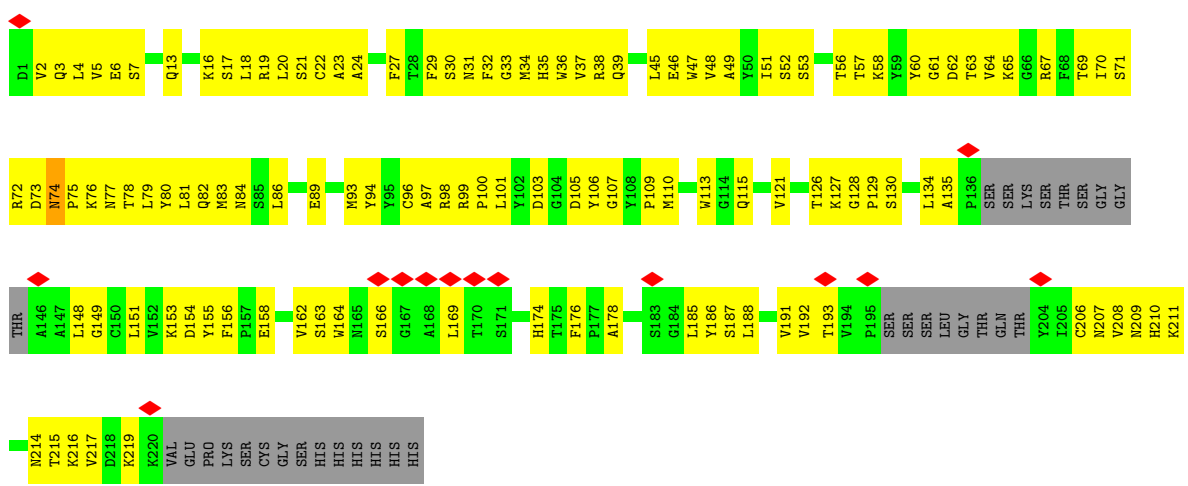 D1 V2 Q3 L4 V5 E6 S7 Q13 K16 S17 L18 R19 L20 S21 C22 A23 A24 F27 T28 F29 S30 N31 F32 G33 M34 H35 W36 V37 R38 Q39 L45 E46 W47 V48 A49 Y50 I51 S52 S53 T56 T57 K58 Y59 Y60 G61 D62 T63 V64 K65 G66 R67 F68 T69 I70 S71
R72 D73 N74 P75 K76 N77 T78 L79 Y80 L81 Q82 M83 N84 S85 L86 E89 M93 Y94 Y95 C96 A97 R98 R99 P100 L101 Y102 D103 G104 D105 Y106 G107 Y108 P109 M110 W113 G114 Q115 V121 T126 K127 G128 P129 S130 L134 A135 P136 SER SER LYS SER THR SER GLY GLY
THR A146 A147 L148 G149 C150 L151 V152 K153 D154 Y155 F156 P157 E158 V162 S163 W164 N165 S166 G167 A168 L169 T170 S171 H174 T175 F176 P177 A178 S183 G184 L185 Y186 S187 L188 V191 V192 T193 V194 P195 SER SER SER LEU GLY THR GLN THR Y204 I205 C206 N207 V208 N209 H210 K211
N214 T215 K216 V217 D218 K219 K220 VAL GLU PRO LYS SER CYS GLY SER HIS HIS HIS HIS HIS HIS